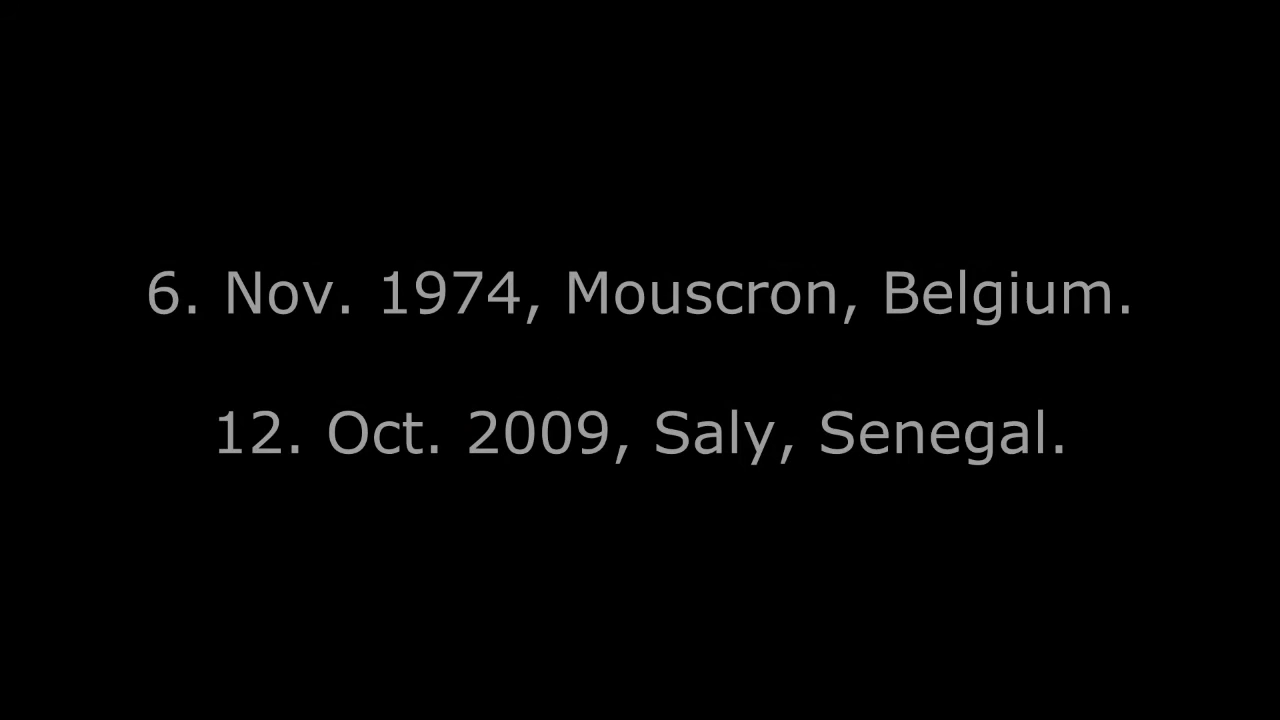 6. Nov. 1974, Mouscron, Belgium.
12. Oct. 2009, Saly, Senegal.